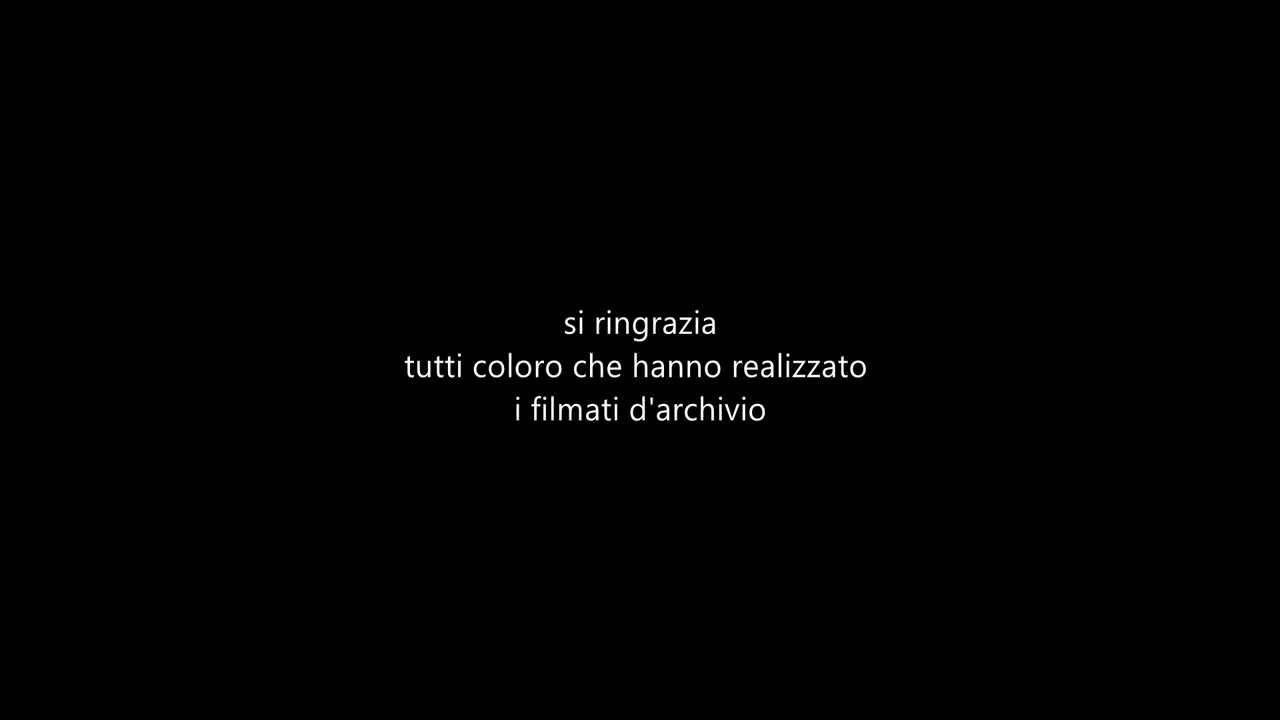 si ringrazia
tutti coloro che hanno realizzato
i filmati d'archivio